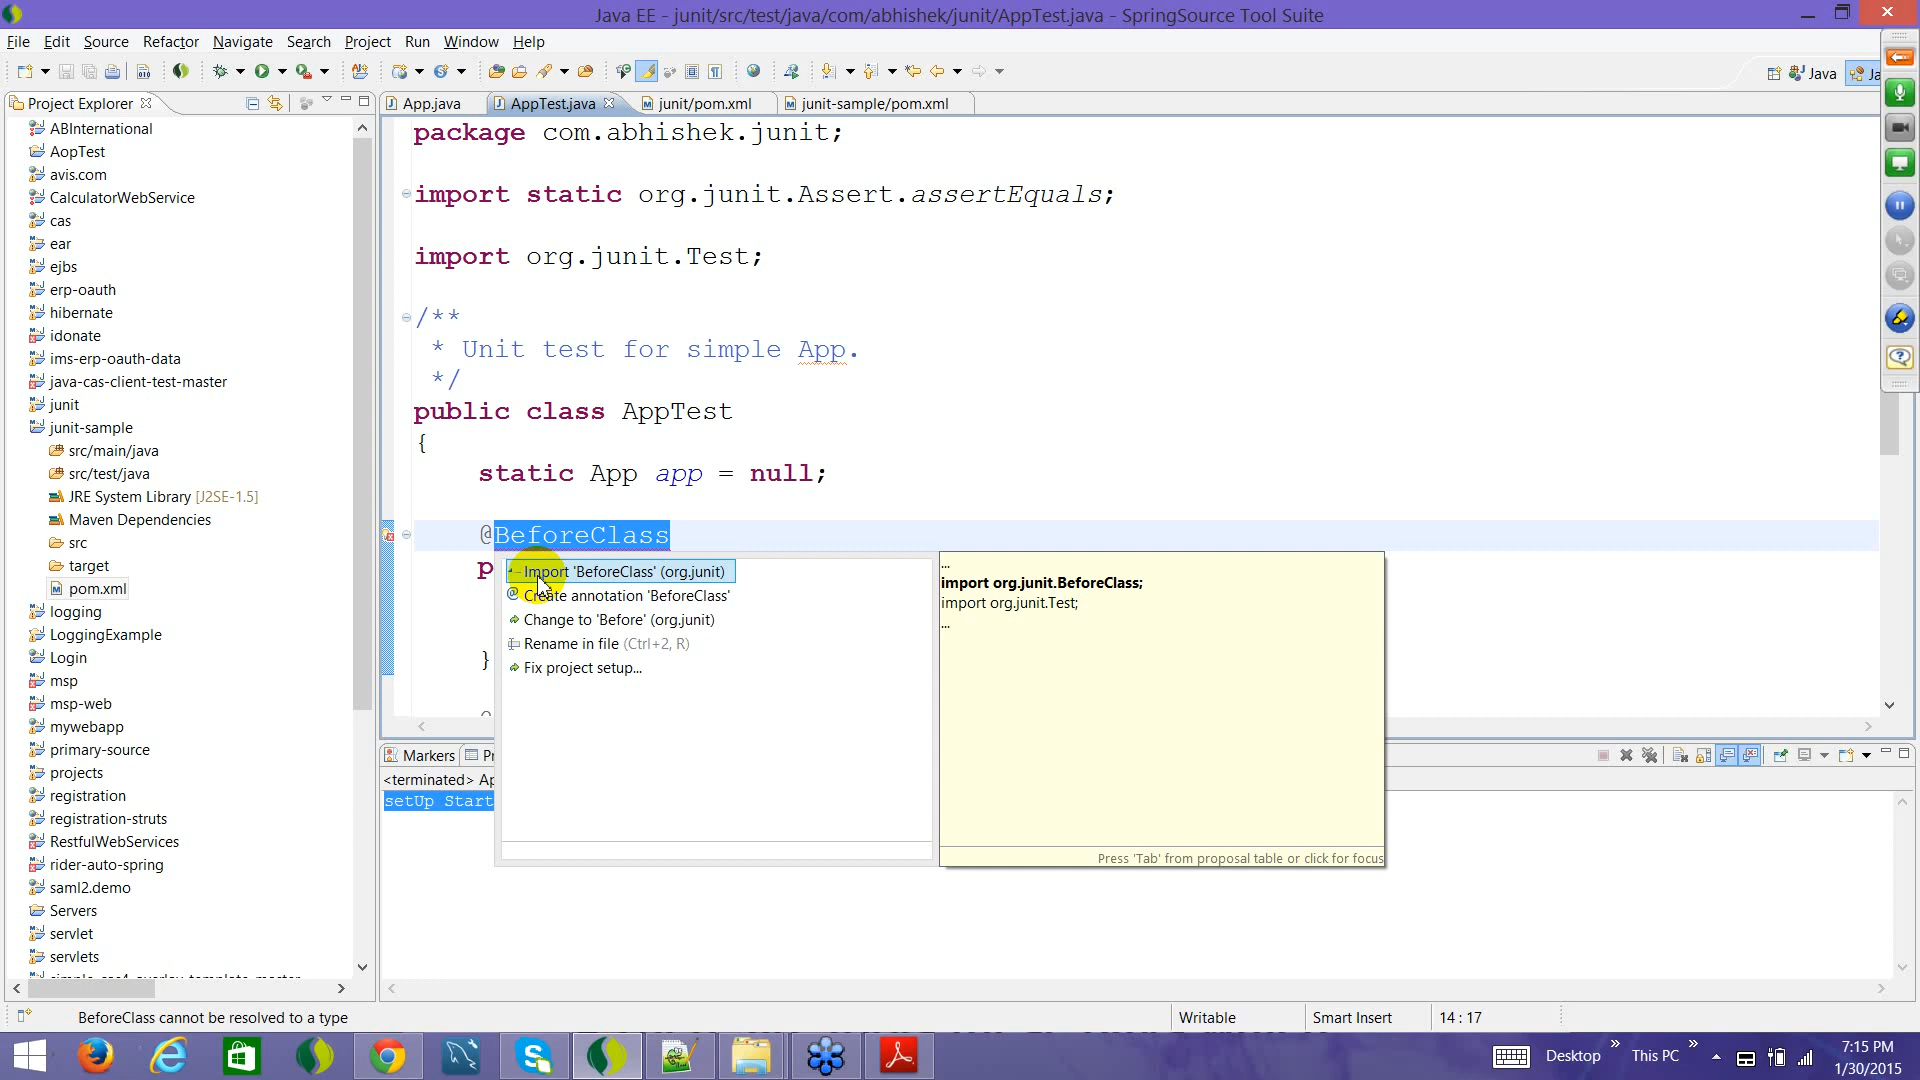 Java EE - junit/src/test/java/com/abhishek/junit/AppTest.java - SpringSource Tool Suite
File Edit Source Refactor Navigate Search Project Run Window Help
Java
Ja
Project Explorer
App.java
AppTest.java
junit/pom.xml
junit-sample/pom.xml
ABInternational
AopTest
avis.com
CalculatorWebService
cas
ear
ejbs
erp-oauth
hibernate
idonate
ims-erp-oauth-data
java-cas-client-test-master
junit
junit-sample
src/main/java
src/test/java
JRE System Library [J2SE-1.5]
Maven Dependencies
src
target
pom.xml
logging
LoggingExample
Login
msp
msp-web
mywebapp
primary-source
projects
registration
registration-struts
RestfulWebServices
rider-auto-spring
saml2.demo
Servers
servlet
servlets
package com.abhishek.junit;
import static org.junit.Assert.assertEquals;
import org.junit.Test;
/**
* Unit test for simple App.
*/
public class AppTest
{
static App app = null;
@BeforeClass
p
}
Import 'BeforeClass' (org.junit)
Create annotation 'BeforeClass'
Change to 'Before' (org.junit)
Rename in file (Ctrl+2, R)
Fix project setup...
...
import org.junit.BeforeClass;
import org.junit.Test;
...
Press 'Tab' from proposal table or click for focus
Markers
Pr
<terminated> Ap
setUp Start
BeforeClass cannot be resolved to a type
Writable
Smart Insert
14 : 17
Desktop
This PC
7:15 PM
1/30/2015